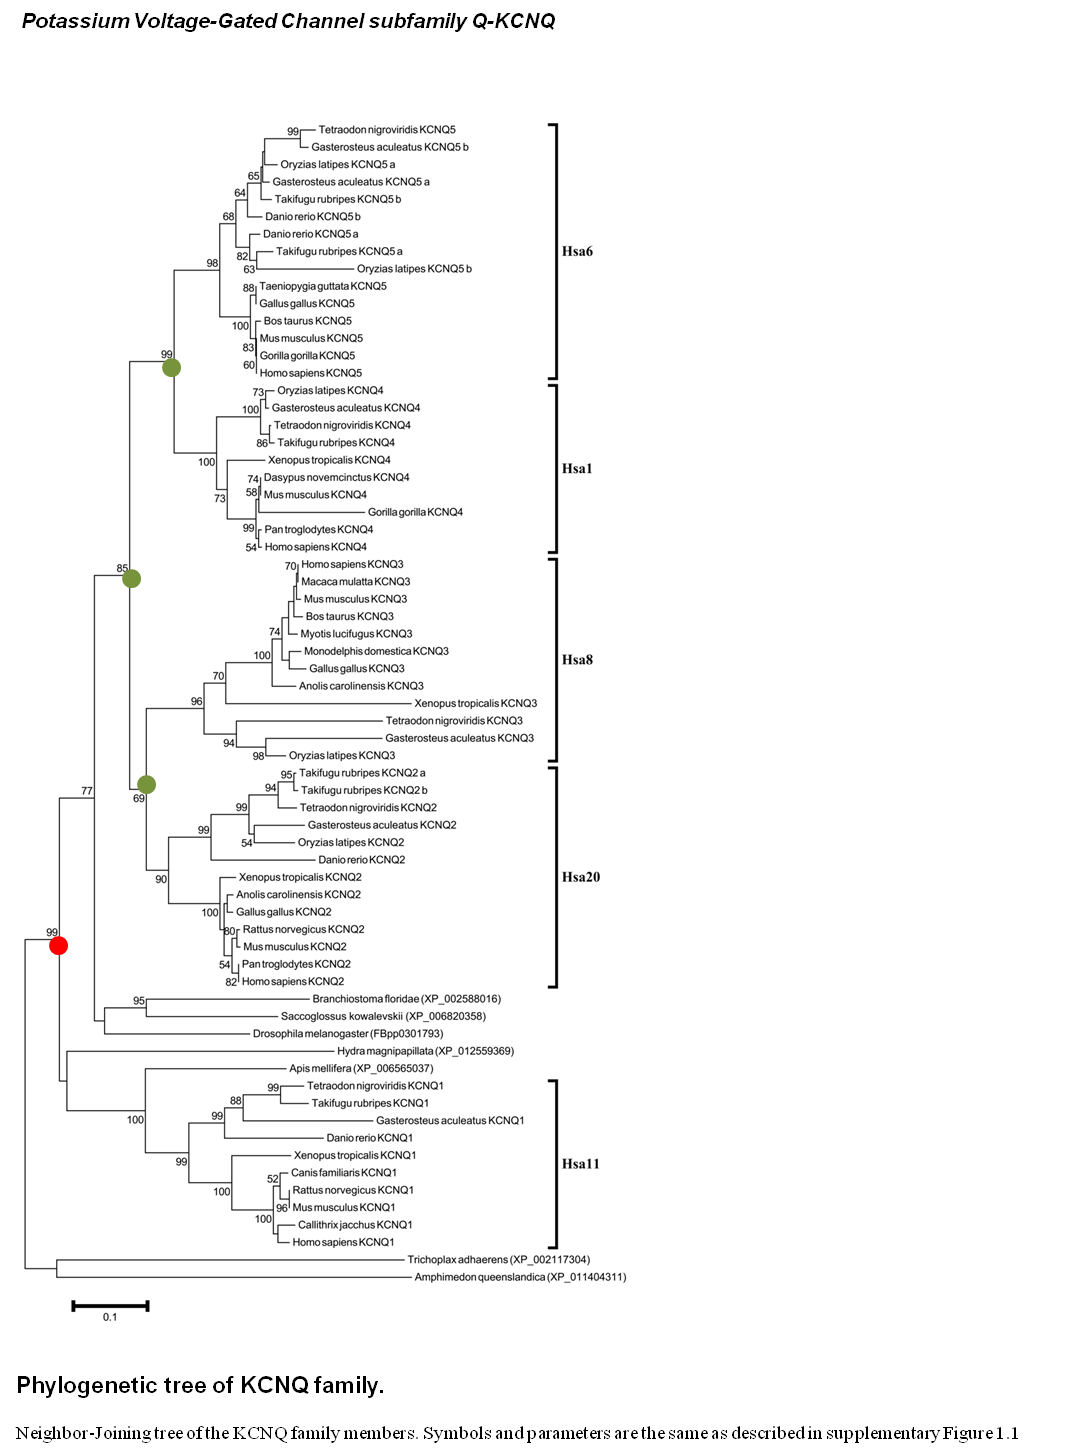 Potassium Voltage-Gated Channel subfamily Q-KCNQ
99
Tetraodon nigroviridis KCNQ5
Gasterosteus aculeatus KCNQ5 b
Oryzias latipes KCNQ5 a
65
Gasterosteus aculeatus KCNQ5 a
64
Takifugu rubripes KCNQ5 b
68
Danio rerio KCNQ5 b
Danio rerio KCNQ5 a
82
Takifugu rubripes KCNQ5 a
Hsa6
98
63
Oryzias latipes KCNQ5 b
88
Taeniopygia guttata KCNQ5
Gallus gallus KCNQ5
100
Bos taurus KCNQ5
Mus musculus KCNQ5
83
99
Gorilla gorilla KCNQ5
60
Homo sapiens KCNQ5
73
Oryzias latipes KCNQ4
100
Gasterosteus aculeatus KCNQ4
Tetraodon nigroviridis KCNQ4
86
Takifugu rubripes KCNQ4
100
Xenopus tropicalis KCNQ4
Hsa1
74
Dasypus novemcinctus KCNQ4
58
Mus musculus KCNQ4
73
Gorilla gorilla KCNQ4
99
Pan troglodytes KCNQ4
54
Homo sapiens KCNQ4
85
70
Homo sapiens KCNQ3
Macaca mulatta KCNQ3
Mus musculus KCNQ3
Bos taurus KCNQ3
74
Myotis lucifugus KCNQ3
100
Monodelphis domestica KCNQ3
Hsa8
70
Gallus gallus KCNQ3
Anolis carolinensis KCNQ3
96
Xenopus tropicalis KCNQ3
Tetraodon nigroviridis KCNQ3
94
Gasterosteus aculeatus KCNQ3
98
Oryzias latipes KCNQ3
95
Takifugu rubripes KCNQ2 a
77
69
94
Takifugu rubripes KCNQ2 b
99
Tetraodon nigroviridis KCNQ2
99
Gasterosteus aculeatus KCNQ2
54
Oryzias latipes KCNQ2
Danio rerio KCNQ2
90
Xenopus tropicalis KCNQ2
Hsa20
Anolis carolinensis KCNQ2
100
Gallus gallus KCNQ2
99
80
Rattus norvegicus KCNQ2
Mus musculus KCNQ2
54
Pan troglodytes KCNQ2
82
Homo sapiens KCNQ2
95
Branchiostoma floridae (XP_002588016)
Saccoglossus kowalevskii (XP_006820358)
Drosophila melanogaster (FBpp0301793)
Hydra magnipapillata (XP_012559369)
Apis mellifera (XP_006565037)
99
Tetraodon nigroviridis KCNQ1
88
Takifugu rubripes KCNQ1
100
99
Gasterosteus aculeatus KCNQ1
Danio rerio KCNQ1
99
Xenopus tropicalis KCNQ1
Hsa11
52
Canis familiaris KCNQ1
100
Rattus norvegicus KCNQ1
96
Mus musculus KCNQ1
100
Callithrix jacchus KCNQ1
Homo sapiens KCNQ1
Trichoplax adhaerens (XP_002117304)
Amphimedon queenslandica (XP_011404311)
0.1
Phylogenetic tree of KCNQ family.
Neighbor-Joining tree of the KCNQ family members. Symbols and parameters are the same as described in supplementary Figure 1.1